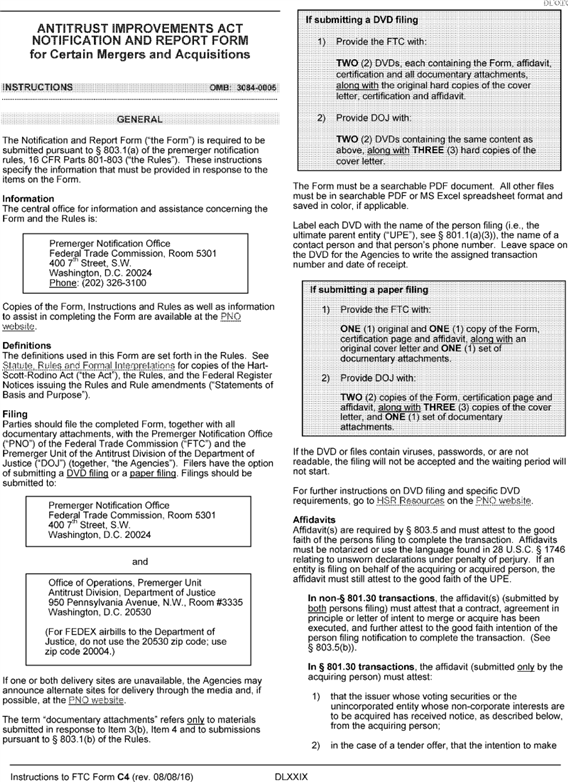 DLXXIX
ANTITRUST IMPROVEMENTS ACT
NOTIFICATION AND REPORT FORM
for Certain Mergers and Acquisitions
INSTRUCTIONS OMB: 3084-0005
GENERAL
The Notification and Report Form ("the Form") is required to be
submitted pursuant to § 803.1(a) of the premerger notification
rules, 16 CFR Parts 801-803 ("the Rules"). These instructions
specify the information that must be provided in response to the
items on the Form.
Information
The central office for information and assistance concerning the
Form and the Rules is:
Premerger Notification Office
Federal Trade Commission, Room 5301
400 7th Street, S.W.
Washington, D.C. 20024
Phone: (202) 326-3100
Copies of the Form, Instructions and Rules as well as information
to assist in completing the Form are available at the PNO
website.
Definitions
The definitions used in this Form are set forth in the Rules. See
Statute, Rules and Formal Interpretations for copies of the Hart-
Scott-Rodino Act ("the Act"), the Rules, and the Federal Register
Notices issuing the Rules and Rule amendments ("Statements of
Basis and Purpose").
Filing
Parties should file the completed Form, together with all
documentary attachments, with the Premerger Notification Office
("PNO") of the Federal Trade Commission ("FTC") and the
Premerger Unit of the Antitrust Division of the Department of
Justice ("DOJ") (together, "the Agencies"). Filers have the option
of submitting a DVD filing or a paper filing. Filings should be
submitted to:
Premerger Notification Office
Federal Trade Commission, Room 5301
400 7th Street, S.W.
Washington, D.C. 20024
and
Office of Operations, Premerger Unit
Antitrust Division, Department of Justice
950 Pennsylvania Avenue, N.W., Room #3335
Washington, D.C. 20530
(For FEDEX airbills to the Department of
Justice, do not use the 20530 zip code; use
zip code 20004.)
If one or both delivery sites are unavailable, the Agencies may
announce alternate sites for delivery through the media and, if
possible, at the PNO website.
The term "documentary attachments" refers only to materials
submitted in response to Item 3(b), Item 4 and to submissions
pursuant to § 803.1(b) of the Rules.
If submitting a DVD filing
1) Provide the FTC with:
TWO (2) DVDs, each containing the Form, affidavit,
certification and all documentary attachments,
along with the original hard copies of the cover
letter, certification and affidavit.
2) Provide DOJ with:
TWO (2) DVDs containing the same content as
above, along with THREE (3) hard copies of the
cover letter.
The Form must be a searchable PDF document. All other files
must be in searchable PDF or MS Excel spreadsheet format and
saved in color, if applicable.
Label each DVD with the name of the person filing (i.e., the
ultimate parent entity ("UPE"), see § 801.1(a)(3)), the name of a
contact person and that person's phone number. Leave space on
the DVD for the Agencies to write the assigned transaction
number and date of receipt.
If submitting a paper filing
1) Provide the FTC with:
ONE (1) original and ONE (1) copy of the Form,
certification page and affidavit, along with an
original cover letter and ONE (1) set of
documentary attachments.
2) Provide DOJ with:
TWO (2) copies of the Form, certification page and
affidavit, along with THREE (3) copies of the cover
letter, and ONE (1) set of documentary
attachments.
If the DVD or files contain viruses, passwords, or are not
readable, the filing will not be accepted and the waiting period will
not start.
For further instructions on DVD filing and specific DVD
requirements, go to HSR Resources on the PNO website.
Affidavits
Affidavit(s) are required by § 803.5 and must attest to the good
faith of the persons filing to complete the transaction. Affidavits
must be notarized or use the language found in 28 U.S.C. § 1746
relating to unsworn declarations under penalty of perjury. If an
entity is filing on behalf of the acquiring or acquired person, the
affidavit must still attest to the good faith of the UPE.
In non-§ 801.30 transactions, the affidavit(s) (submitted by
both persons filing) must attest that a contract, agreement in
principle or letter of intent to merge or acquire has been
executed, and further attest to the good faith intention of the
person filing notification to complete the transaction. (See
§ 803.5(b)).
In § 801.30 transactions, the affidavit (submitted only by the
acquiring person) must attest:
1) that the issuer whose voting securities or the
unincorporated entity whose non-corporate interests are
to be acquired has received notice, as described below,
from the acquiring person;
2) in the case of a tender offer, that the intention to make
Instructions to FTC Form C4 (rev. 08/08/16) DLXXIX